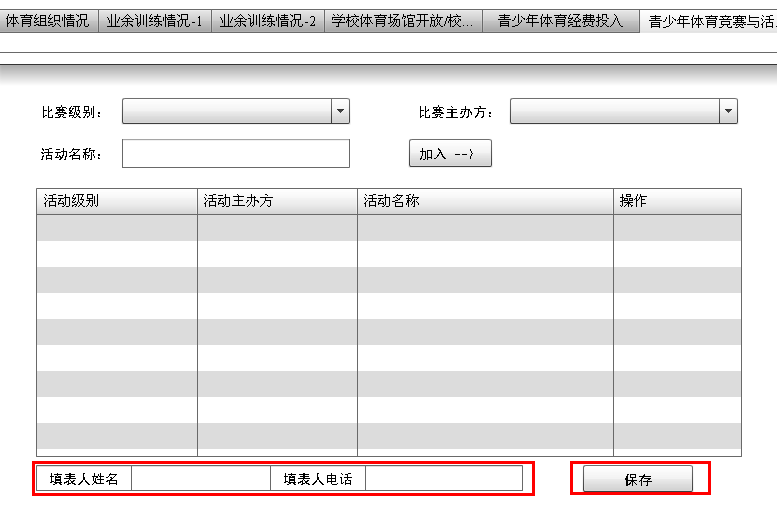 体育组织情况 业余训练情况-1 业余训练情况-2 学校体育场馆开放/校... 青少年体育经费投入 青少年体育竞赛与活
比赛级别： 比赛主办方：
活动名称： 加入 -->
活动级别 活动主办方 活动名称 操作
填表人姓名 填表人电话 保存